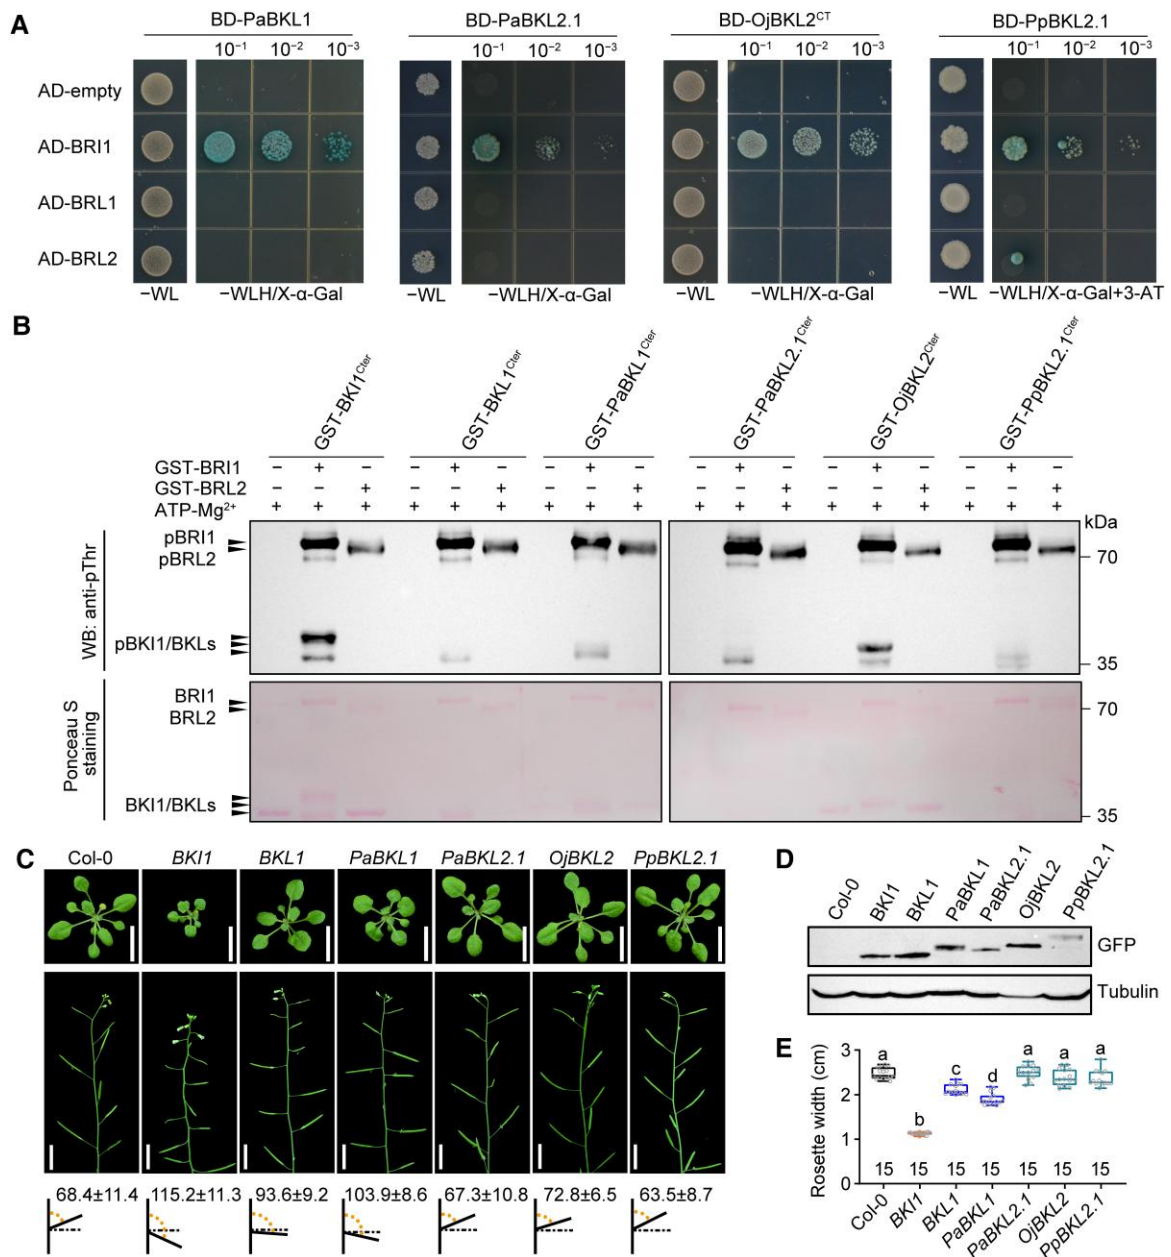 A
BD-PaBKL1
BD-PaBKL2.1
BD-OjBKL2CT
BD-PpBKL2.1
10−1 10−2 10−3
10−1 10−2 10−3
10−1 10−2 10−3
10−1 10−2 10−3
AD-empty
AD-BRI1
AD-BRL1
AD-BRL2
−WL −WLH/X-α-Gal
−WL −WLH/X-α-Gal
−WL −WLH/X-α-Gal
−WL −WLH/X-α-Gal+3-AT
B
GST-BKI1Cter
GST-BKL1Cter
GST-PaBKL1Cter
GST-PaBKL2.1Cter
GST-OjBKL2Cter
GST-PpBKL2.1Cter
GST-BRI1 − + − − + − − + − − + − − + − − + −
GST-BRL2 − − + − − + − − + − − + − − + − − +
ATP-Mg2+ + + + + + + + + + + + + + + + + + +
kDa
WB: anti-pThr
pBRI1
pBRL2
pBKI1/BKLs
70
35
Ponceau S
staining
BRI1
BRL2
BKI1/BKLs
70
35
C
Col-0 BKI1 BKL1 PaBKL1 PaBKL2.1 OjBKL2 PpBKL2.1
68.4±11.4 115.2±11.3 93.6±9.2 103.9±8.6 67.3±10.8 72.8±6.5 63.5±8.7
D
Col-0 BKI1 BKL1 PaBKL1 PaBKL2.1 OjBKL2 PpBKL2.1
GFP
Tubulin
E
Rosette width (cm)
3
2
1
0
a b c d a a a
15 15 15 15 15 15 15
Col-0 BKI1 BKL1 PaBKL1 PaBKL2.1 OjBKL2 PpBKL2.1